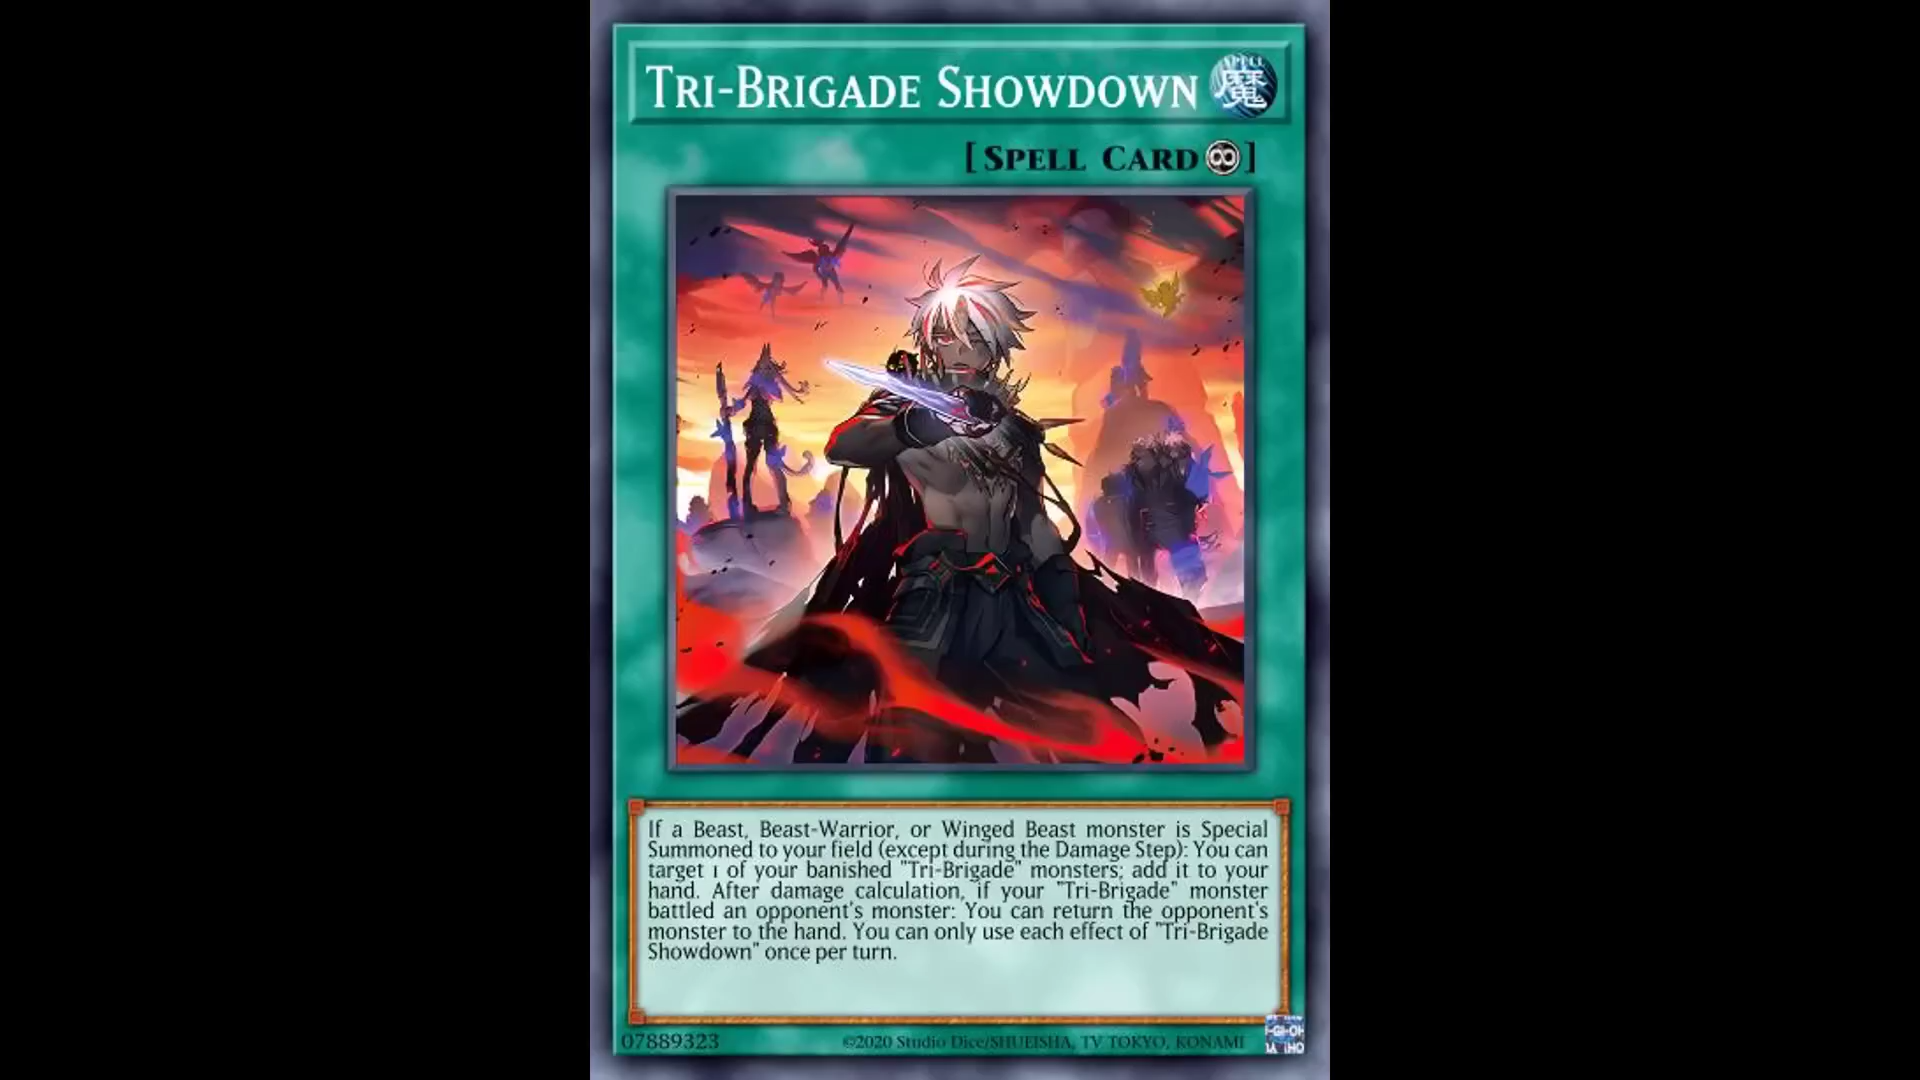 TRI-BRIGADE SHOWDOWN
SPELL
魔
[SPELL CARD]
If a Beast, Beast-Warrior, or Winged Beast monster is Special
Summoned to your field (except during the Damage Step): You can
target 1 of your banished "Tri-Brigade" monsters; add it to your
hand. After damage calculation, if your "Tri-Brigade" monster
battled an opponent's monster: You can return the opponent's
monster to the hand. You can only use each effect of "Tri-Brigade
Showdown" once per turn.
07889323
©2020 Studio Dice/SHUEISHA, TV TOKYO, KONAMI